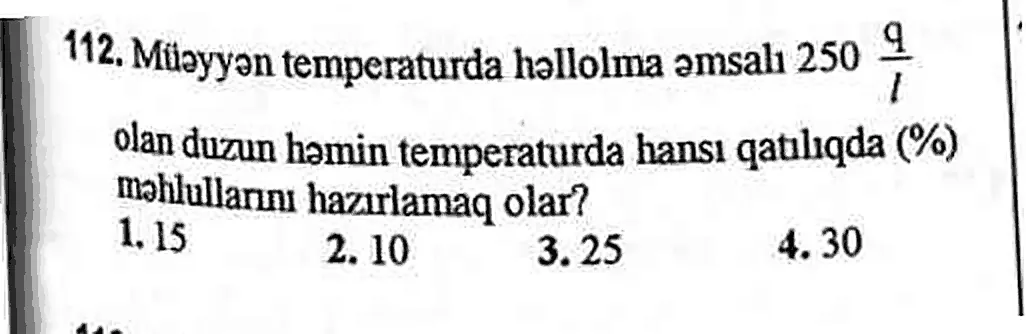 112. Müəyyən temperaturda həllolma əmsalı 250 q/l
olan duzun həmin temperaturda hansı qatılıqda (%)
məhlullarını hazırlamaq olar?
1. 15 2. 10 3. 25 4. 30